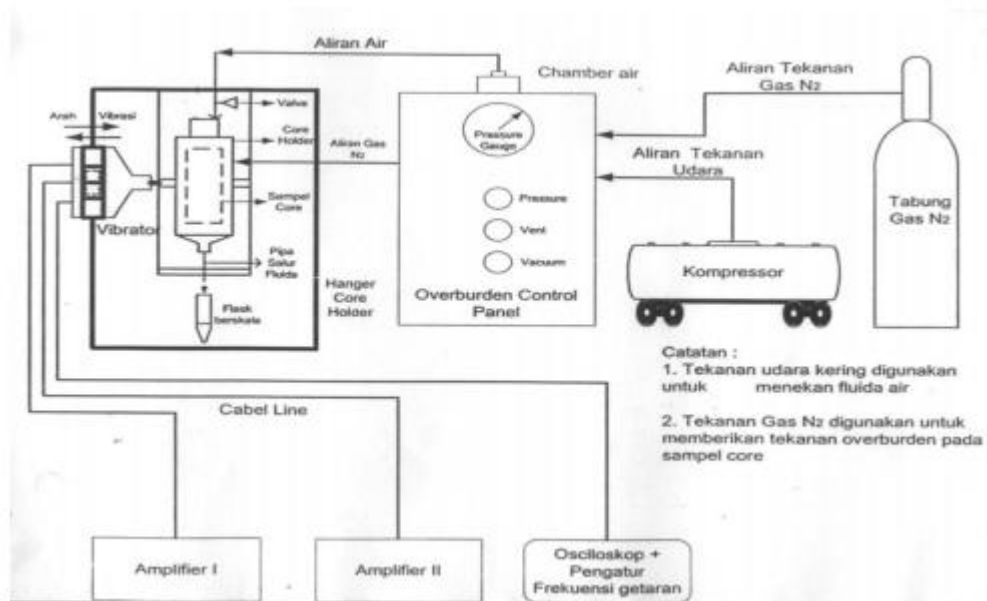 Aliran Air
Chamber air
Aliran Tekanan
Gas N2
Arah Vibrasi
Valve
Core
Holder
Aliran Gas
N2
Pressure
Gauge
Aliran Tekanan
Udara
Sampel
Core
Vibrator
Pressure
Vent
Vacuum
Tabung
Gas N2
Pipa
Salur
Fluida
Kompressor
Hanger
Core
Holder
Overburden Control
Panel
Flask
berskala
Catatan :
1. Tekanan udara kering digunakan
untuk menekan fluida air
2. Tekanan Gas N2 digunakan untuk
memberikan tekanan overburden pada
sampel core
Cabel Line
Amplifier I
Amplifier II
Osciloskop +
Pengatur
Frekuensi getaran